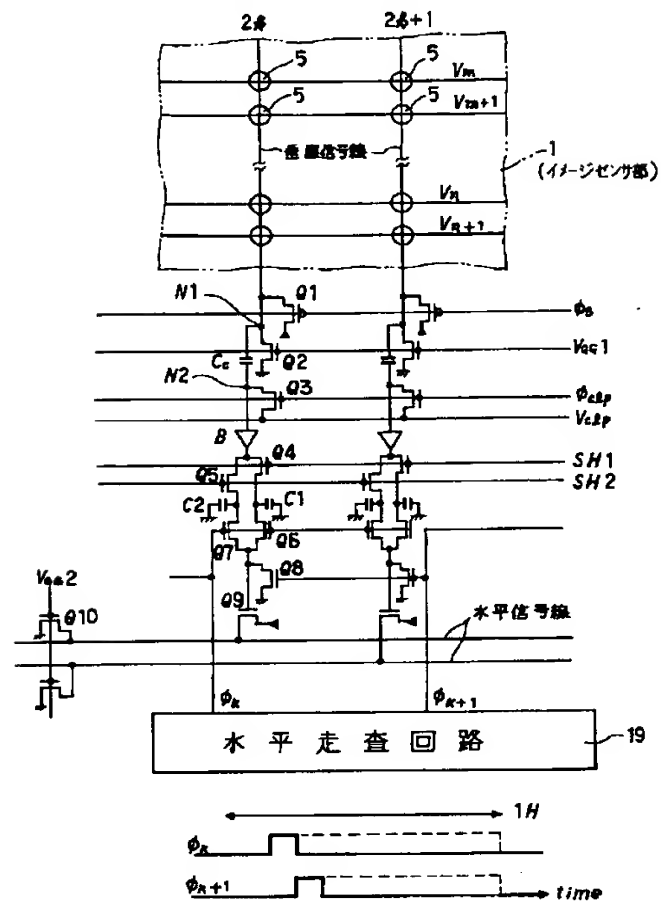 2k 2k+1
5 5 Vm
5 5 Vm+1
垂直信号線
1
(イメージセンサ部)
Vn
Vn+1
N1 Q1 φs
Cc Q2 VGG1
N2 Q3 φclp
Vclp
B Q4 SH1
Q5 SH2
C2 C1
Q7 Q6
Q8
VGG2 Q9
Q10 水平信号線
φk φk+1
水平走査回路 19
1H
φk
φk+1 time